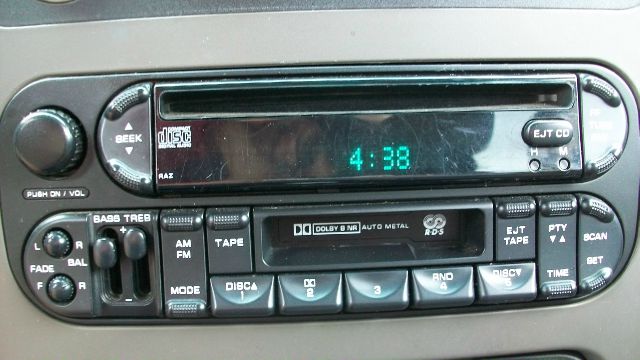 SEEK
COMPACT
disc
DIGITAL AUDIO
RAZ
4:38
EJT CD
H M
PUSH ON / VOL
BASS TREB
+
−
L R
FADE BAL
F R
AM
FM
MODE
TAPE
DOLBY B NR AUTO METAL
RDS
EJT
TAPE
PTY
TIME
SCAN
SET
DISC
1
2
3
RND
4
DISC
5